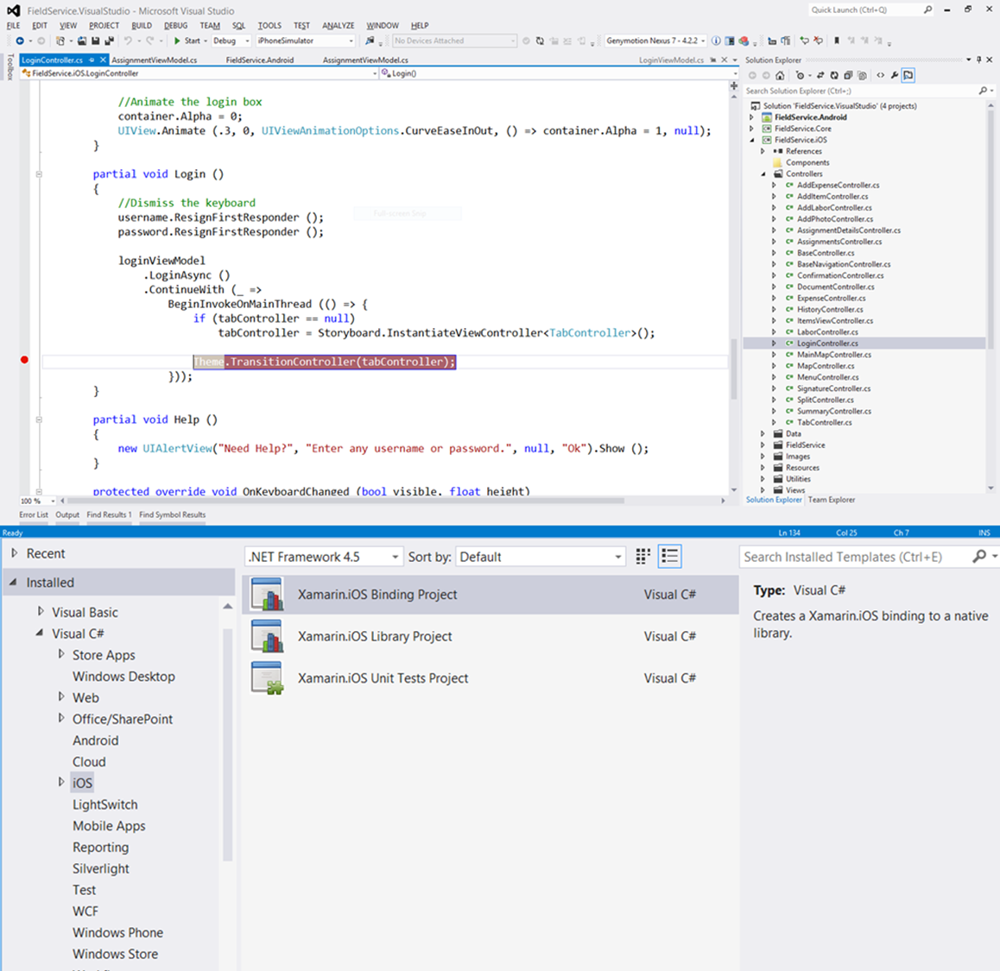 FieldService.VisualStudio - Microsoft Visual Studio
Quick Launch (Ctrl+Q)
FILE EDIT VIEW PROJECT BUILD DEBUG TEAM SQL TOOLS TEST ANALYZE WINDOW HELP
Start Debug iPhoneSimulator No Devices Attached Genymotion Nexus 7 - 4.2.2
Toolbox
LoginController.cs AssignmentViewModel.cs FieldService.Android AssignmentViewModel.cs LoginViewModel.cs
FieldService.iOS.LoginController Login()
//Animate the login box
container.Alpha = 0;
UIView.Animate (.3, 0, UIViewAnimationOptions.CurveEaseInOut, () => container.Alpha = 1, null);
}
partial void Login ()
{
//Dismiss the keyboard
username.ResignFirstResponder ();
password.ResignFirstResponder ();
Full-screen Snip
loginViewModel
.LoginAsync ()
.ContinueWith (_ =>
BeginInvokeOnMainThread (() => {
if (tabController == null)
tabController = Storyboard.InstantiateViewController<TabController>();
Theme.TransitionController(tabController);
}));
}
partial void Help ()
{
new UIAlertView("Need Help?", "Enter any username or password.", null, "Ok").Show ();
}
protected override void OnKeyboardChanged (bool visible, float height)
100 %
Error List Output Find Results 1 Find Symbol Results
Solution Explorer
Search Solution Explorer (Ctrl+;)
Solution 'FieldService.VisualStudio' (4 projects)
FieldService.Android
FieldService.Core
FieldService.iOS
References
Components
Controllers
C# AddExpenseController.cs
C# AddItemController.cs
C# AddLaborController.cs
C# AddPhotoController.cs
C# AssignmentDetailsController.cs
C# AssignmentsController.cs
C# BaseController.cs
C# BaseNavigationController.cs
C# ConfirmationController.cs
C# DocumentController.cs
C# ExpenseController.cs
C# HistoryController.cs
C# ItemsViewController.cs
C# LaborController.cs
C# LoginController.cs
C# MainMapController.cs
C# MapController.cs
C# MenuController.cs
C# SignatureController.cs
C# SplitController.cs
C# SummaryController.cs
C# TabController.cs
Data
FieldService
Images
Resources
Utilities
Views
Solution Explorer Team Explorer
Ready Ln 134 Col 25 Ch 7 INS
Recent
Installed
Visual Basic
Visual C#
Store Apps
Windows Desktop
Web
Office/SharePoint
Android
Cloud
iOS
LightSwitch
Mobile Apps
Reporting
Silverlight
Test
WCF
Windows Phone
Windows Store
.NET Framework 4.5 Sort by: Default
Xamarin.iOS Binding Project Visual C#
Xamarin.iOS Library Project Visual C#
Xamarin.iOS Unit Tests Project Visual C#
Search Installed Templates (Ctrl+E)
Type: Visual C#
Creates a Xamarin.iOS binding to a native
library.